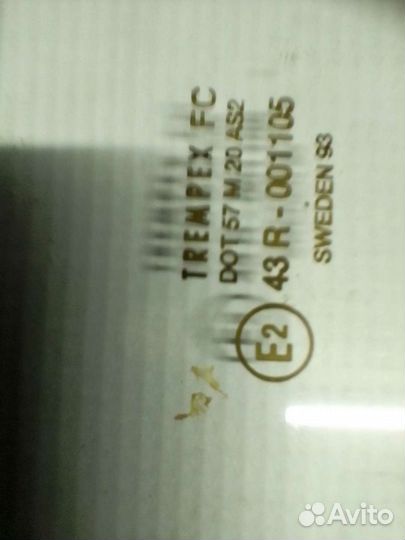 TREMPEX FC
DOT 57 M 20 AS2
E2 43 R - 001105
SWEDEN 93
Avito